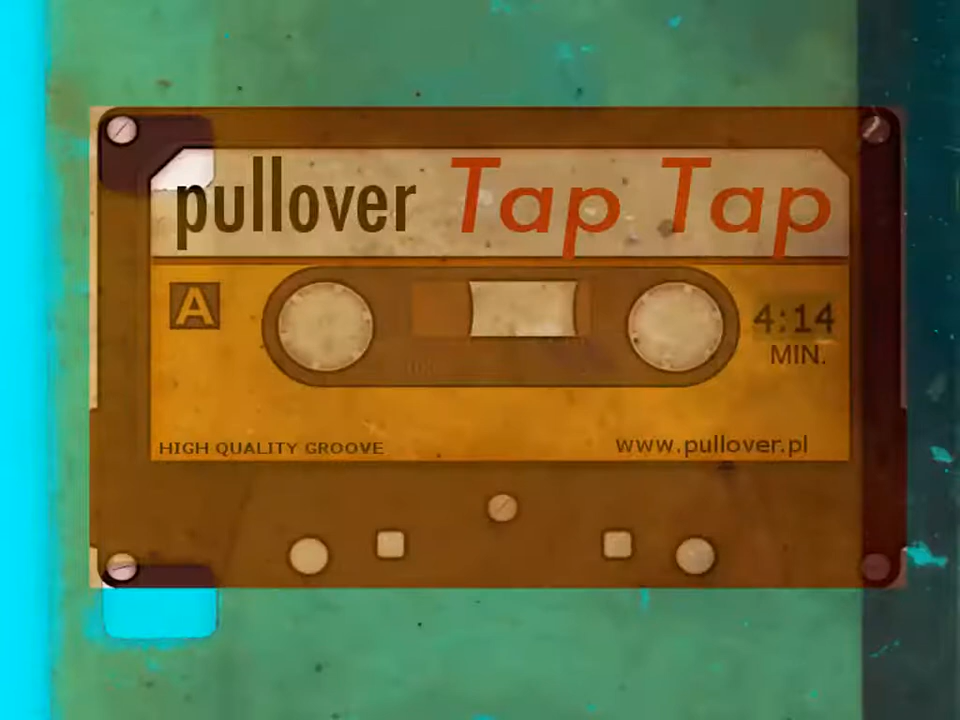 pullover Tap Tap
A
4:14
MIN.
HIGH QUALITY GROOVE
www.pullover.pl